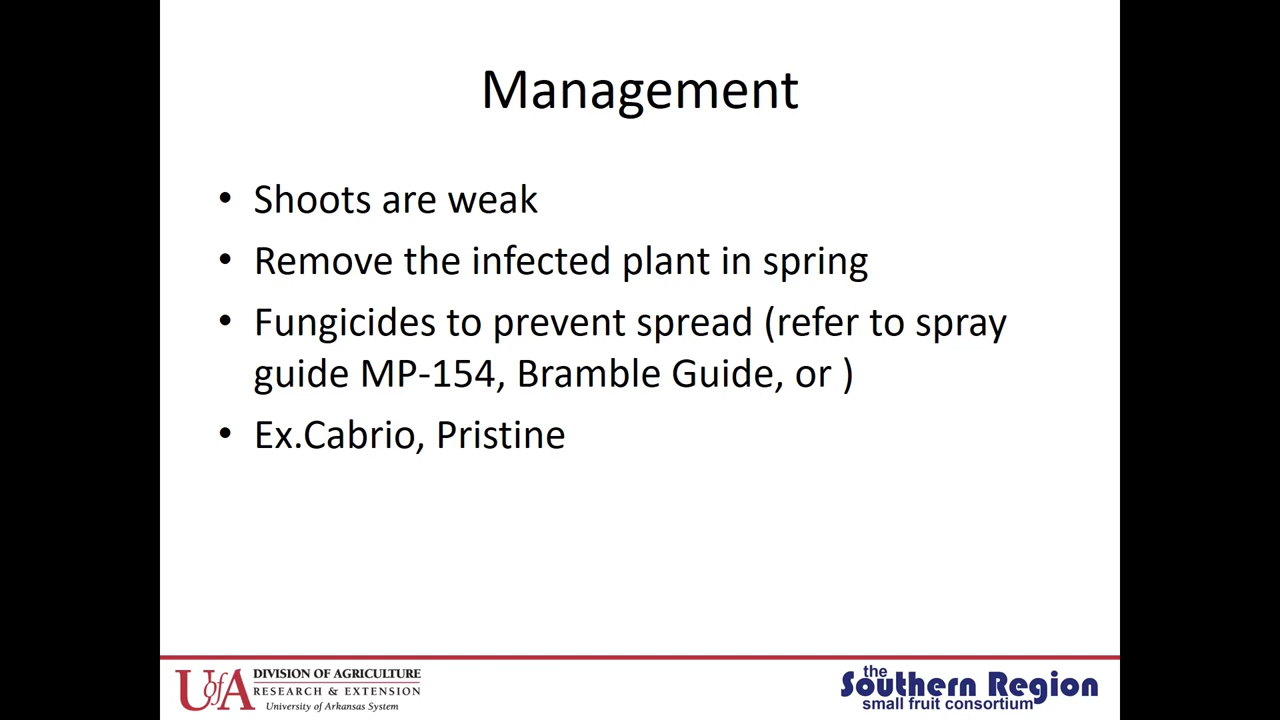 Management
• Shoots are weak
• Remove the infected plant in spring
• Fungicides to prevent spread (refer to spray
guide MP-154, Bramble Guide, or )
• Ex.Cabrio, Pristine
UofA DIVISION OF AGRICULTURE
RESEARCH & EXTENSION
University of Arkansas System
the
Southern Region
small fruit consortium